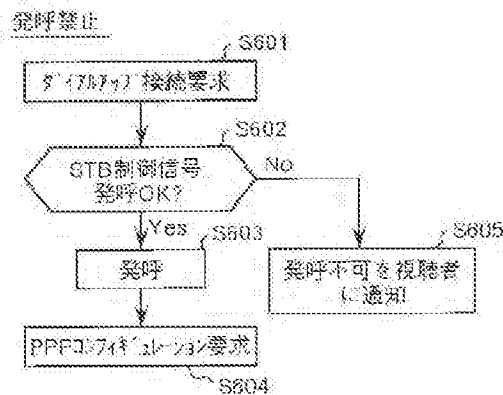 発呼禁止
S601
ダイアルアップ接続要求
S602
STB制御信号
発呼OK?
No
Yes
S603
発呼
S605
発呼不可を視聴者
に通知
PPPコンフィギュレーション要求
S604